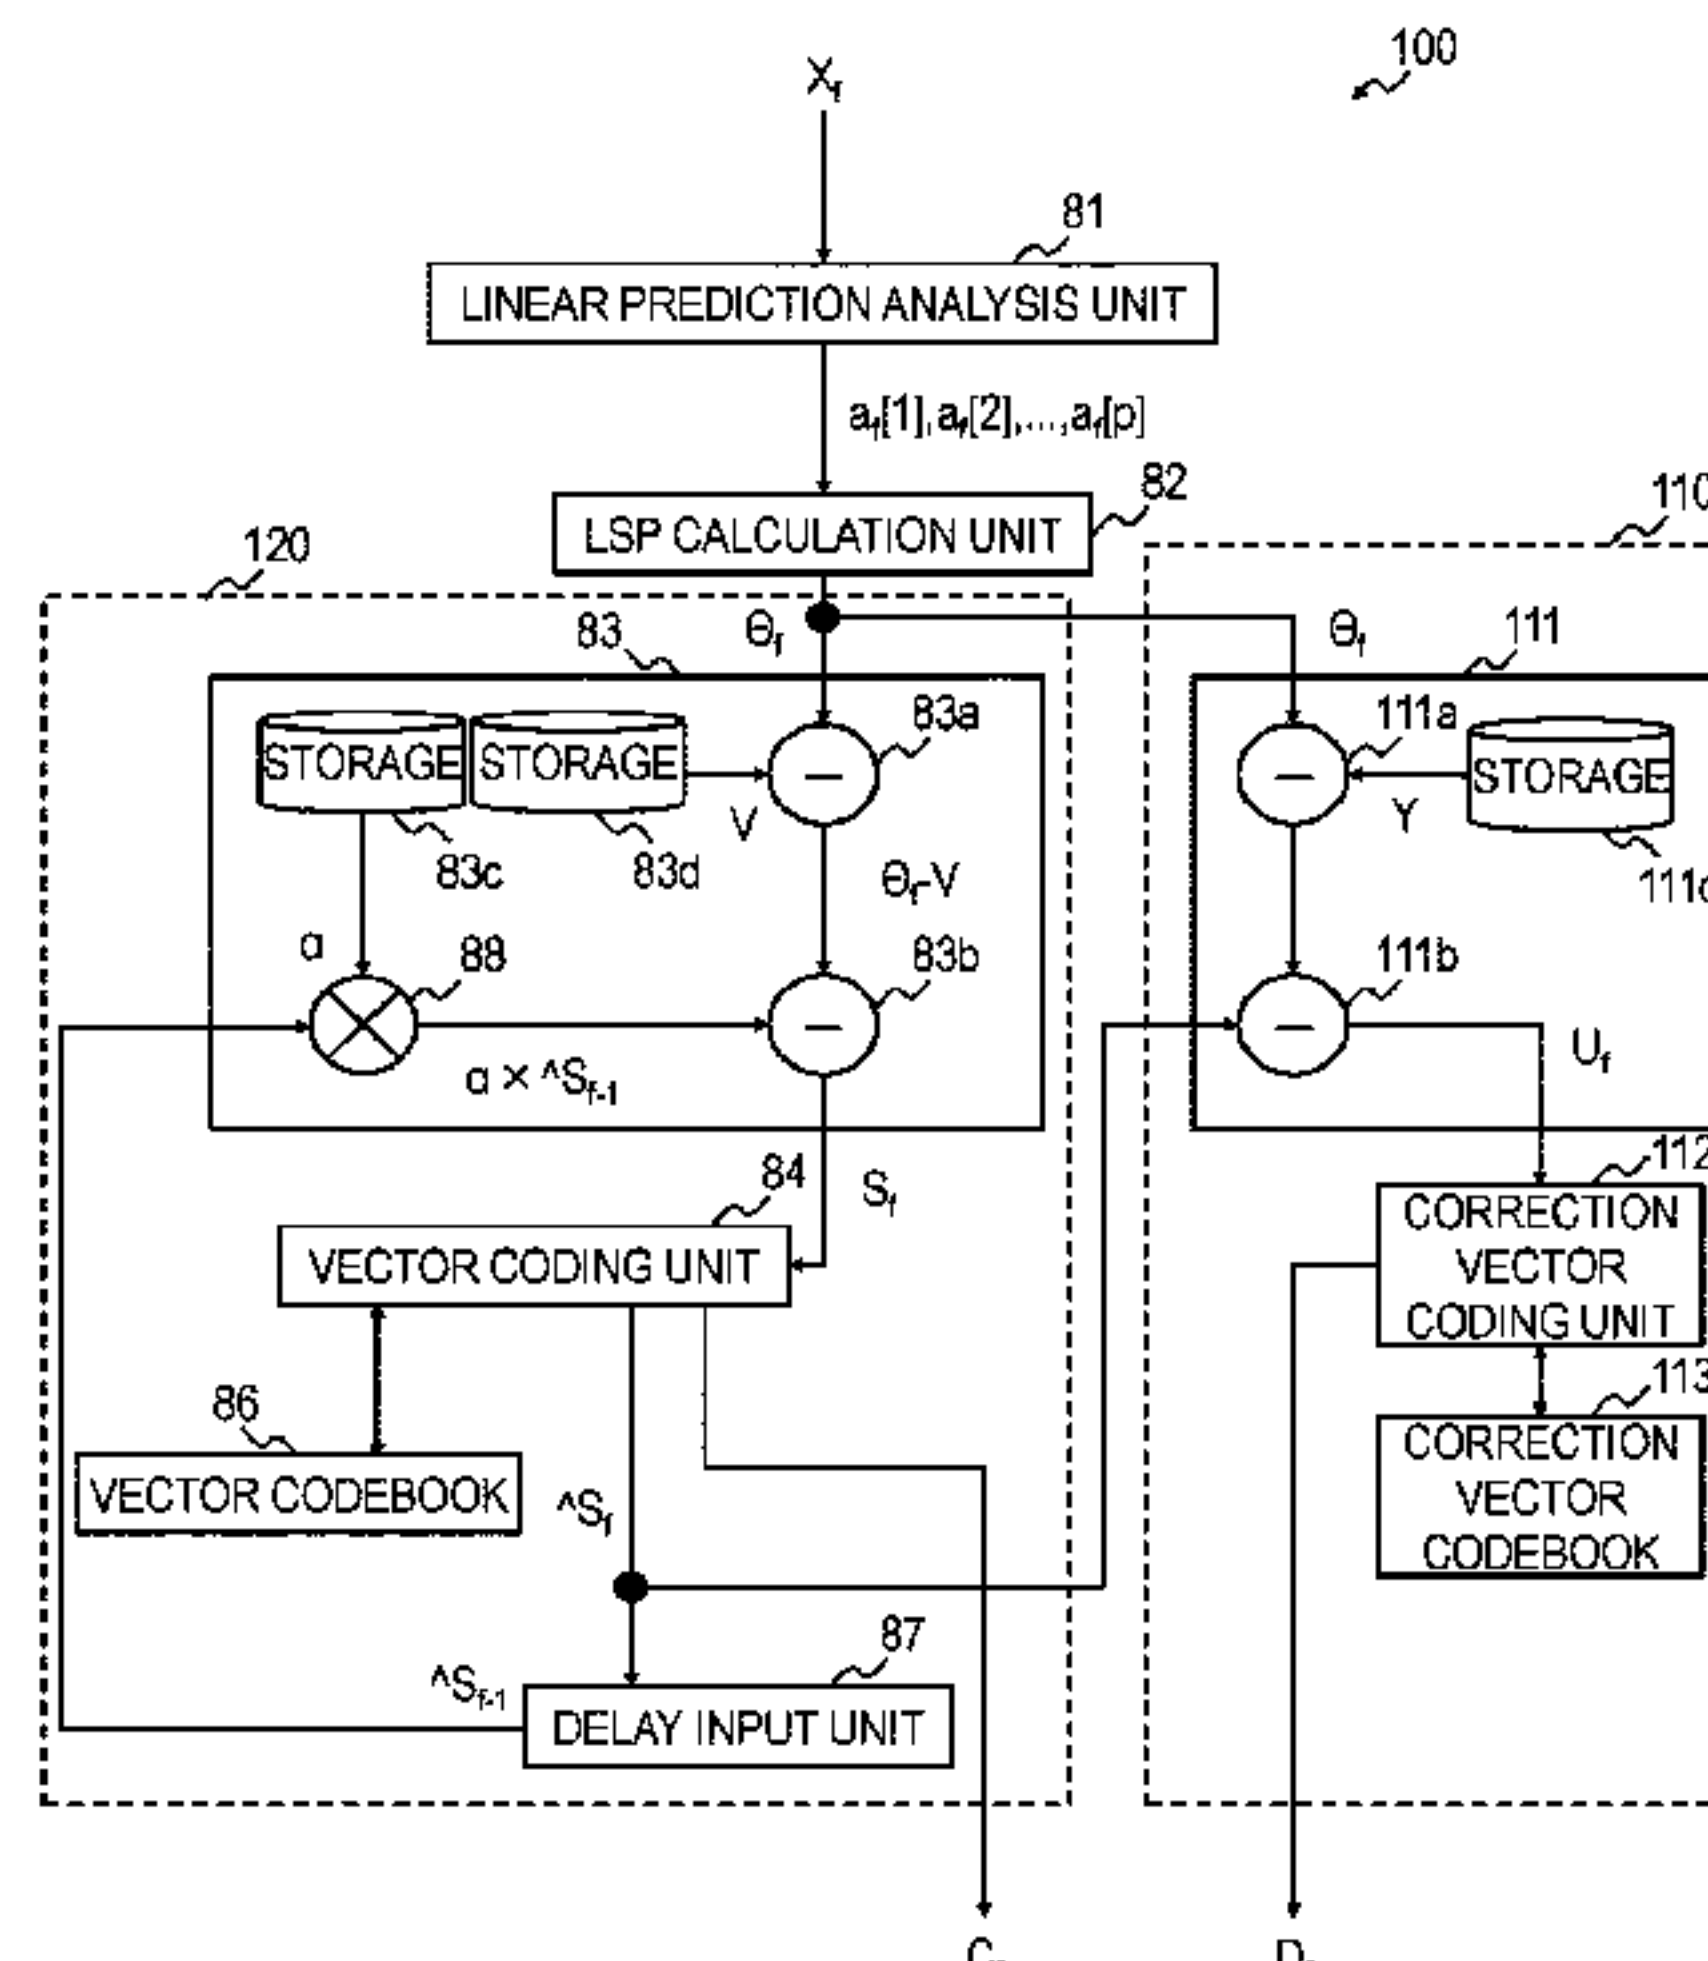 100
Xf
81
LINEAR PREDICTION ANALYSIS UNIT
af[1],af[2],...,af[p]
82
LSP CALCULATION UNIT
120
110
83
Θf
Θf
111
STORAGE
STORAGE
83a
111a
STORAGE
V
Y
83c
83d
Θf-V
α
88
83b
111b
α × ^Sf-1
Uf
84
Sf
112
VECTOR CODING UNIT
CORRECTION
VECTOR
CODING UNIT
86
113
VECTOR CODEBOOK
CORRECTION
VECTOR
CODEBOOK
^Sf
87
^Sf-1
DELAY INPUT UNIT